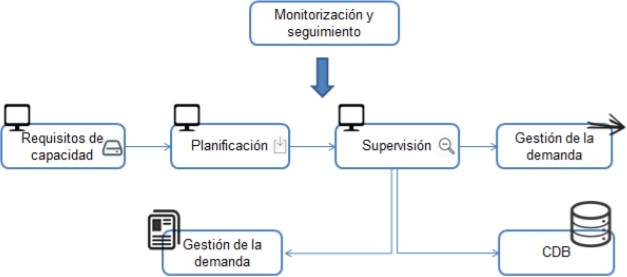 Monitorización y
seguimiento
Requisitos de
capacidad
Planificación
Supervisión
Gestión de la
demanda
Gestión de la
demanda
CDB